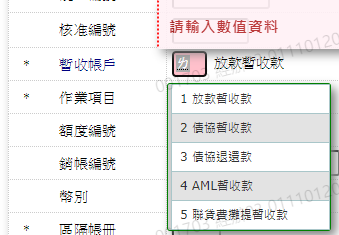 核准編號
請輸入數值資料
* 暫收帳戶 放款暫收款
* 作業項目
1 放款暫收款
額度編號
2 債協暫收款
3 債協退還款
銷帳編號
4 AML暫收款
幣別
5 聯貸費攤提暫收款
* 區隔帳冊